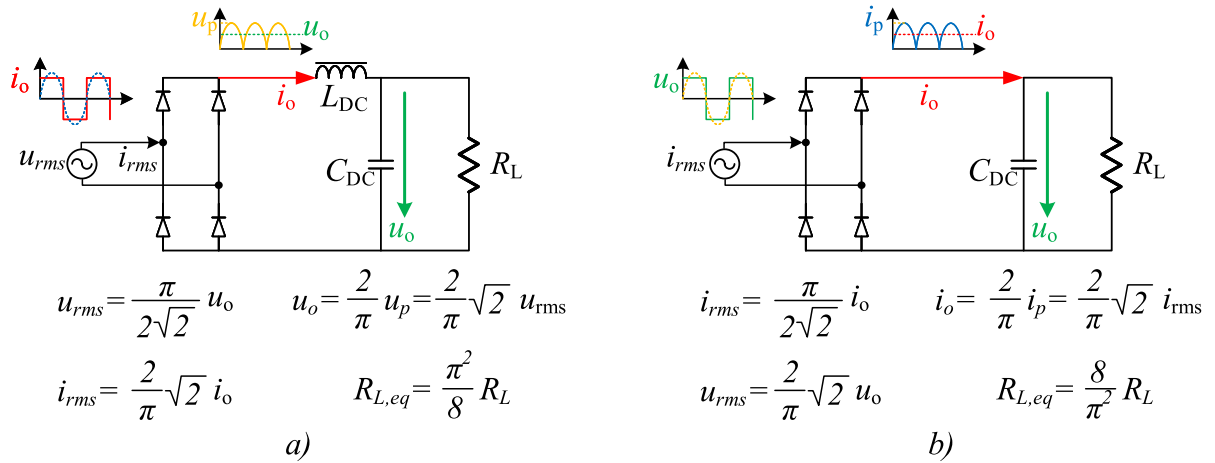 u_p u_o
i_o
i_o
L_DC
u_rms i_rms
C_DC
R_L
u_o
u_rms = π/(2√2) u_o
u_o = 2/π u_p = 2/π √2 u_rms
i_rms = 2/π √2 i_o
R_L,eq = π²/8 R_L
a)
i_p i_o
u_o
i_o
i_rms
C_DC
R_L
u_o
i_rms = π/(2√2) i_o
i_o = 2/π i_p = 2/π √2 i_rms
u_rms = 2/π √2 u_o
R_L,eq = 8/π² R_L
b)